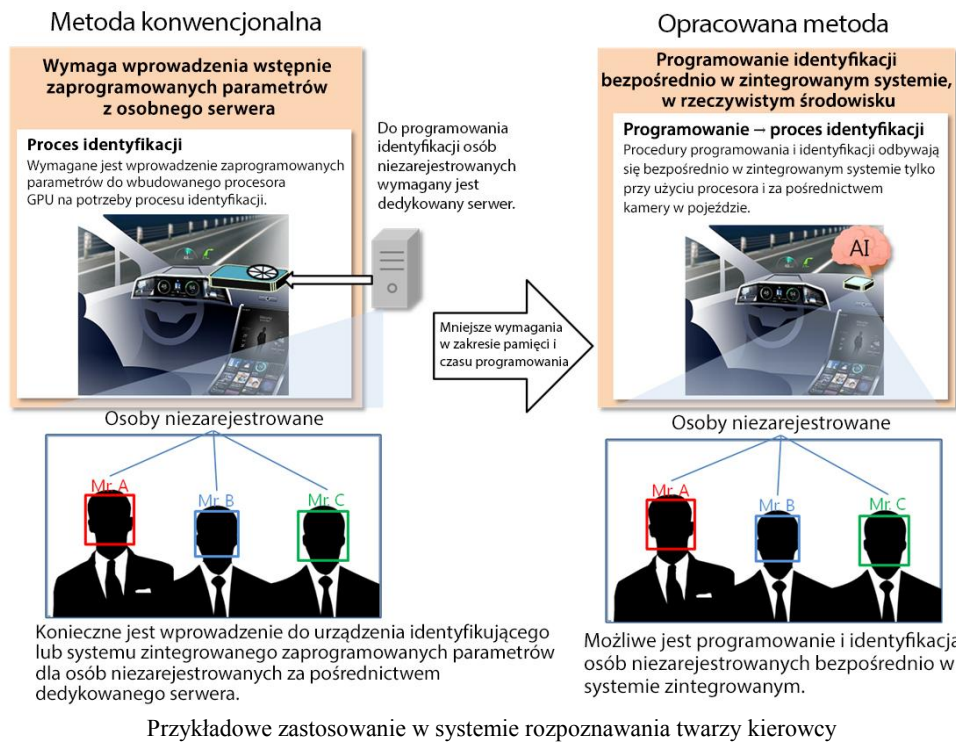 Metoda konwencjonalna
Wymaga wprowadzenia wstępnie
zaprogramowanych parametrów
z osobnego serwera
Proces identyfikacji
Wymagane jest wprowadzenie zaprogramowanych
parametrów do wbudowanego procesora
GPU na potrzeby procesu identyfikacji.
Do programowania
identyfikacji osób
niezarejestrowanych
wymagany jest
dedykowany serwer.
Mniejsze wymagania
w zakresie pamięci i
czasu programowania
Osoby niezarejestrowane
Mr. A
Mr. B
Mr. C
Konieczne jest wprowadzenie do urządzenia identyfikującego
lub systemu zintegrowanego zaprogramowanych parametrów
dla osób niezarejestrowanych za pośrednictwem
dedykowanego serwera.
Opracowana metoda
Programowanie identyfikacji
bezpośrednio w zintegrowanym systemie,
w rzeczywistym środowisku
Programowanie → proces identyfikacji
Procedury programowania i identyfikacji odbywają
się bezpośrednio w zintegrowanym systemie tylko
przy użyciu procesora i za pośrednictwem
kamery w pojeździe.
AI
Osoby niezarejestrowane
Mr. A
Mr. B
Mr. C
Możliwe jest programowanie i identyfikacja
osób niezarejestrowanych bezpośrednio w
systemie zintegrowanym.
Przykładowe zastosowanie w systemie rozpoznawania twarzy kierowcy